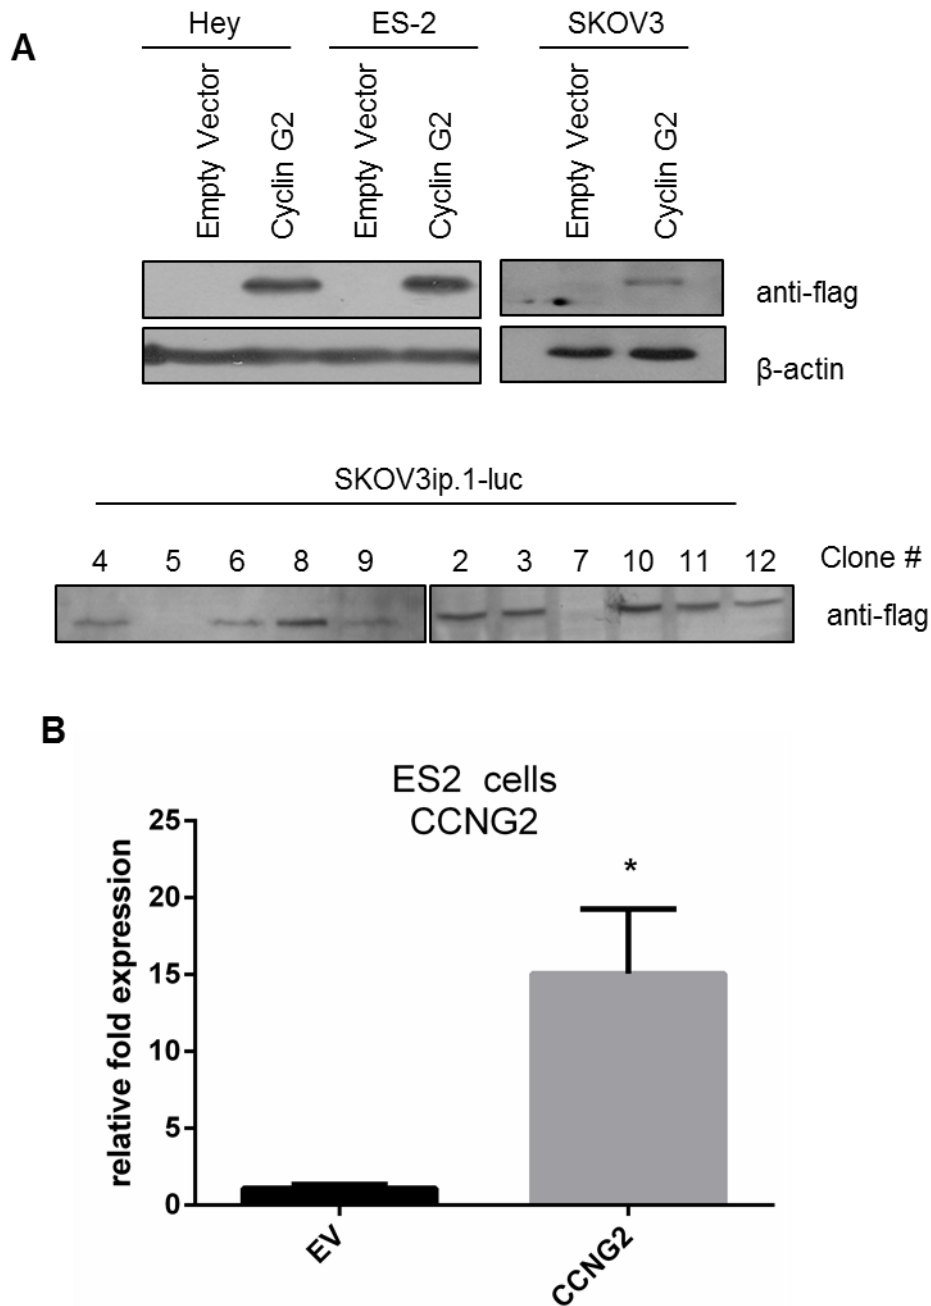 A
Hey ES-2 SKOV3
Empty Vector Cyclin G2 Empty Vector Cyclin G2 Empty Vector Cyclin G2
anti-flag
β-actin
SKOV3ip.1-luc
4 5 6 8 9 2 3 7 10 11 12 Clone #
anti-flag
B
ES2 cells
CCNG2
relative fold expression
25
*
20
15
10
5
0
EV CCNG2